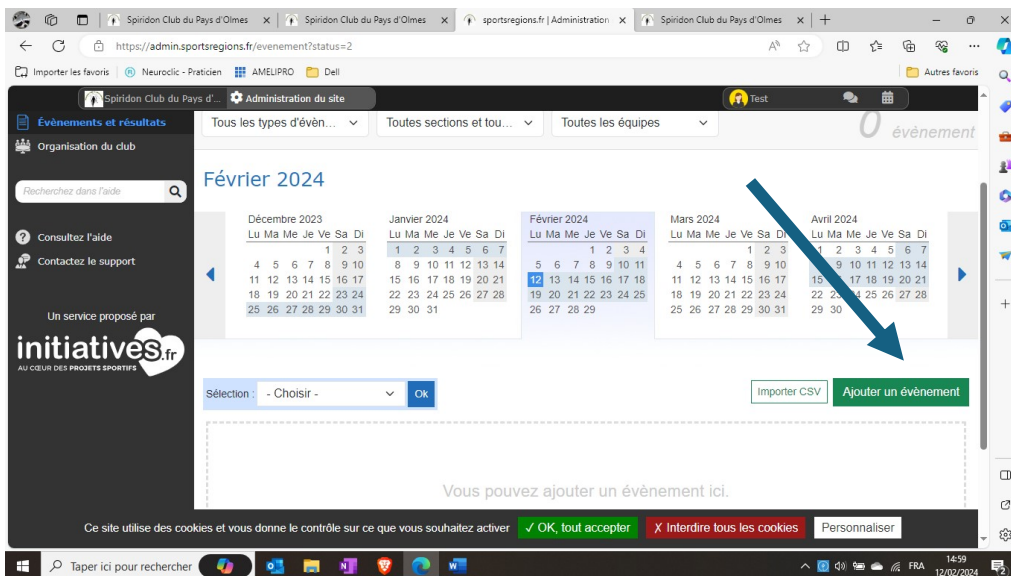 Spiridon Club du Pays d'Olmes
Spiridon Club du Pays d'Olmes
sportsregions.fr | Administration
Spiridon Club du Pays d'Olmes
https://admin.sportsregions.fr/evenement?status=2
Importer les favoris
Neuroclic - Praticien
AMELIPRO
Dell
Autres favoris
Spiridon Club du Pays d'...
Administration du site
Test
Évènements et résultats
Organisation du club
Recherchez dans l'aide
Consultez l'aide
Contactez le support
Un service proposé par
initiatives.fr
AU CŒUR DES PROJETS SPORTIFS
Tous les types d'évèn...
Toutes sections et tou...
Toutes les équipes
0 évènement
Février 2024
Décembre 2023
Lu Ma Me Je Ve Sa Di
1 2 3
4 5 6 7 8 9 10
11 12 13 14 15 16 17
18 19 20 21 22 23 24
25 26 27 28 29 30 31
Janvier 2024
Lu Ma Me Je Ve Sa Di
1 2 3 4 5 6 7
8 9 10 11 12 13 14
15 16 17 18 19 20 21
22 23 24 25 26 27 28
29 30 31
Février 2024
Lu Ma Me Je Ve Sa Di
1 2 3 4
5 6 7 8 9 10 11
12 13 14 15 16 17 18
19 20 21 22 23 24 25
26 27 28 29
Mars 2024
Lu Ma Me Je Ve Sa Di
1 2 3
4 5 6 7 8 9 10
11 12 13 14 15 16 17
18 19 20 21 22 23 24
25 26 27 28 29 30 31
Avril 2024
Lu Ma Me Je Ve Sa Di
1 2 3 4 5 6 7
9 10 11 12 13 14
15 17 18 19 20 21
22 23 24 25 26 27 28
29 30
Sélection :
- Choisir -
Ok
Importer CSV
Ajouter un évènement
Vous pouvez ajouter un évènement ici.
Ce site utilise des cookies et vous donne le contrôle sur ce que vous souhaitez activer
✓ OK, tout accepter
✗ Interdire tous les cookies
Personnaliser
Taper ici pour rechercher
FRA
14:59
12/02/2024